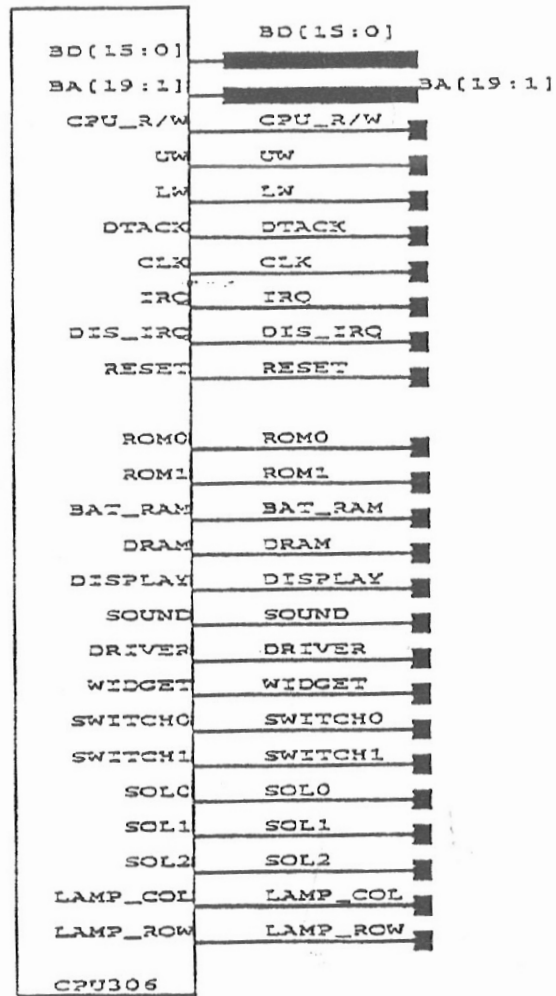 BD[15:0]
BD[15:0]
BA[19:1] BA[19:1]
CPU_R/W CPU_R/W
UW UW
LW LW
DTACK DTACK
CLK CLK
IRQ IRQ
DIS_IRQ DIS_IRQ
RESET RESET
ROM0 ROM0
ROM1 ROM1
BAT_RAM BAT_RAM
DRAM DRAM
DISPLAY DISPLAY
SOUND SOUND
DRIVER DRIVER
WIDGET WIDGET
SWITCH0 SWITCH0
SWITCH1 SWITCH1
SOL0 SOL0
SOL1 SOL1
SOL2 SOL2
LAMP_COL LAMP_COL
LAMP_ROW LAMP_ROW
CPU306